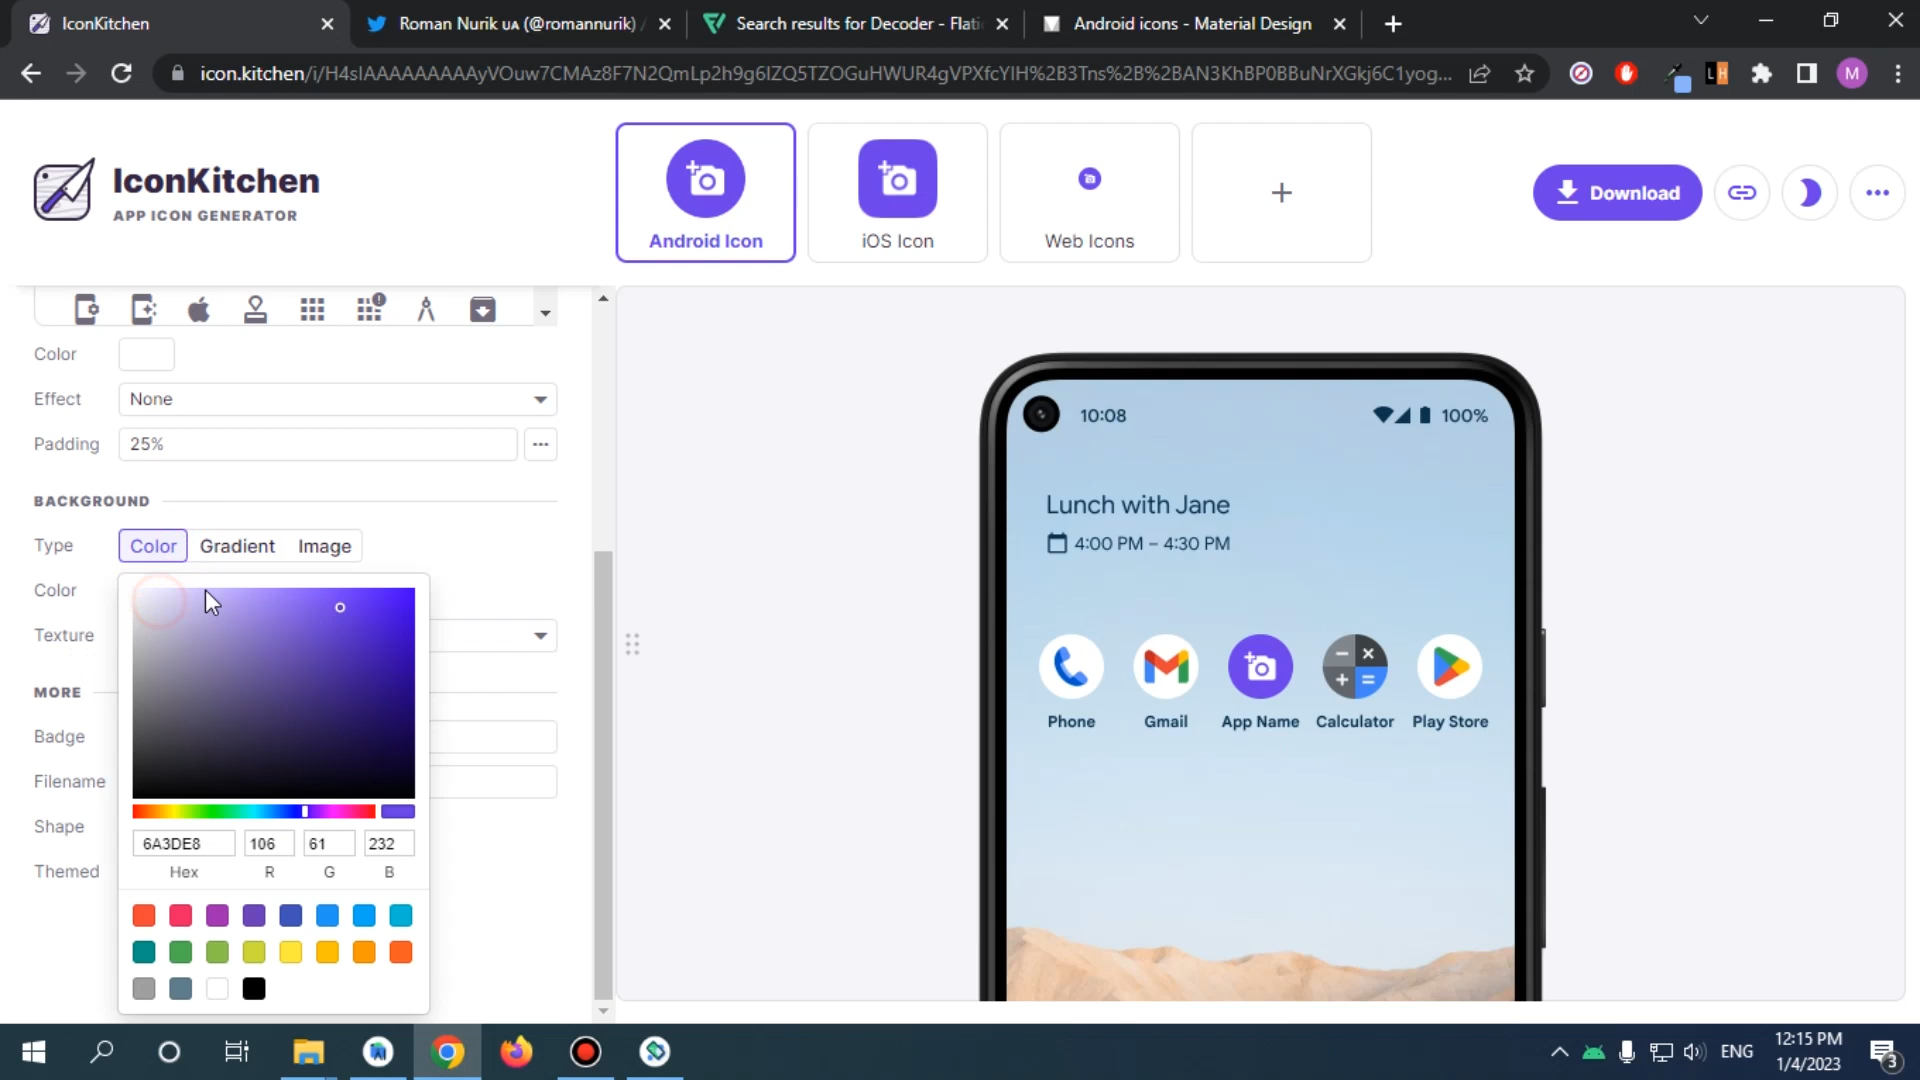 IconKitchen
Roman Nurik UA (@romannurik) /
Search results for Decoder - Flati
Android icons - Material Design
icon.kitchen/i/H4sIAAAAAAAAAyVOuw7CMAz8F7N2QmLp2h9g6IZQ5TZOGuHWUR4gVPXfcYIH%2B3Tns%2B%2BAN3KhBP0BBuNrXGkj6C1yog...
M
IconKitchen
APP ICON GENERATOR
Android Icon
iOS Icon
Web Icons
+
Download
Color
Effect
None
Padding
25%
BACKGROUND
Type
Color
Gradient
Image
Color
Texture
MORE
Badge
Filename
Shape
Themed
6A3DE8
106
61
232
Hex
R
G
B
10:08
100%
Lunch with Jane
4:00 PM – 4:30 PM
Phone
Gmail
App Name
Calculator
Play Store
ENG
12:15 PM
1/4/2023
3